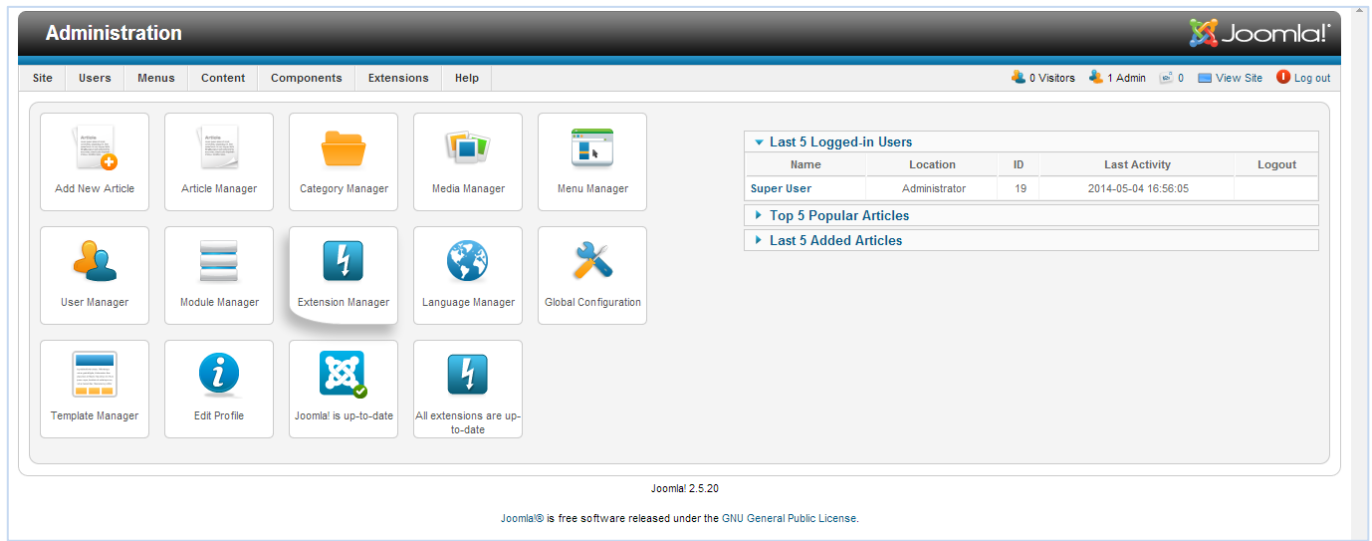 Administration
Joomla!
Site Users Menus Content Components Extensions Help
0 Visitors 1 Admin 0 View Site Log out
Add New Article
Article Manager
Category Manager
Media Manager
Menu Manager
User Manager
Module Manager
Extension Manager
Language Manager
Global Configuration
Template Manager
Edit Profile
Joomla! is up-to-date
All extensions are up-
to-date
Last 5 Logged-in Users
Name Location ID Last Activity Logout
Super User Administrator 19 2014-05-04 16:56:05
Top 5 Popular Articles
Last 5 Added Articles
Joomla! 2.5.20
Joomla!® is free software released under the GNU General Public License.